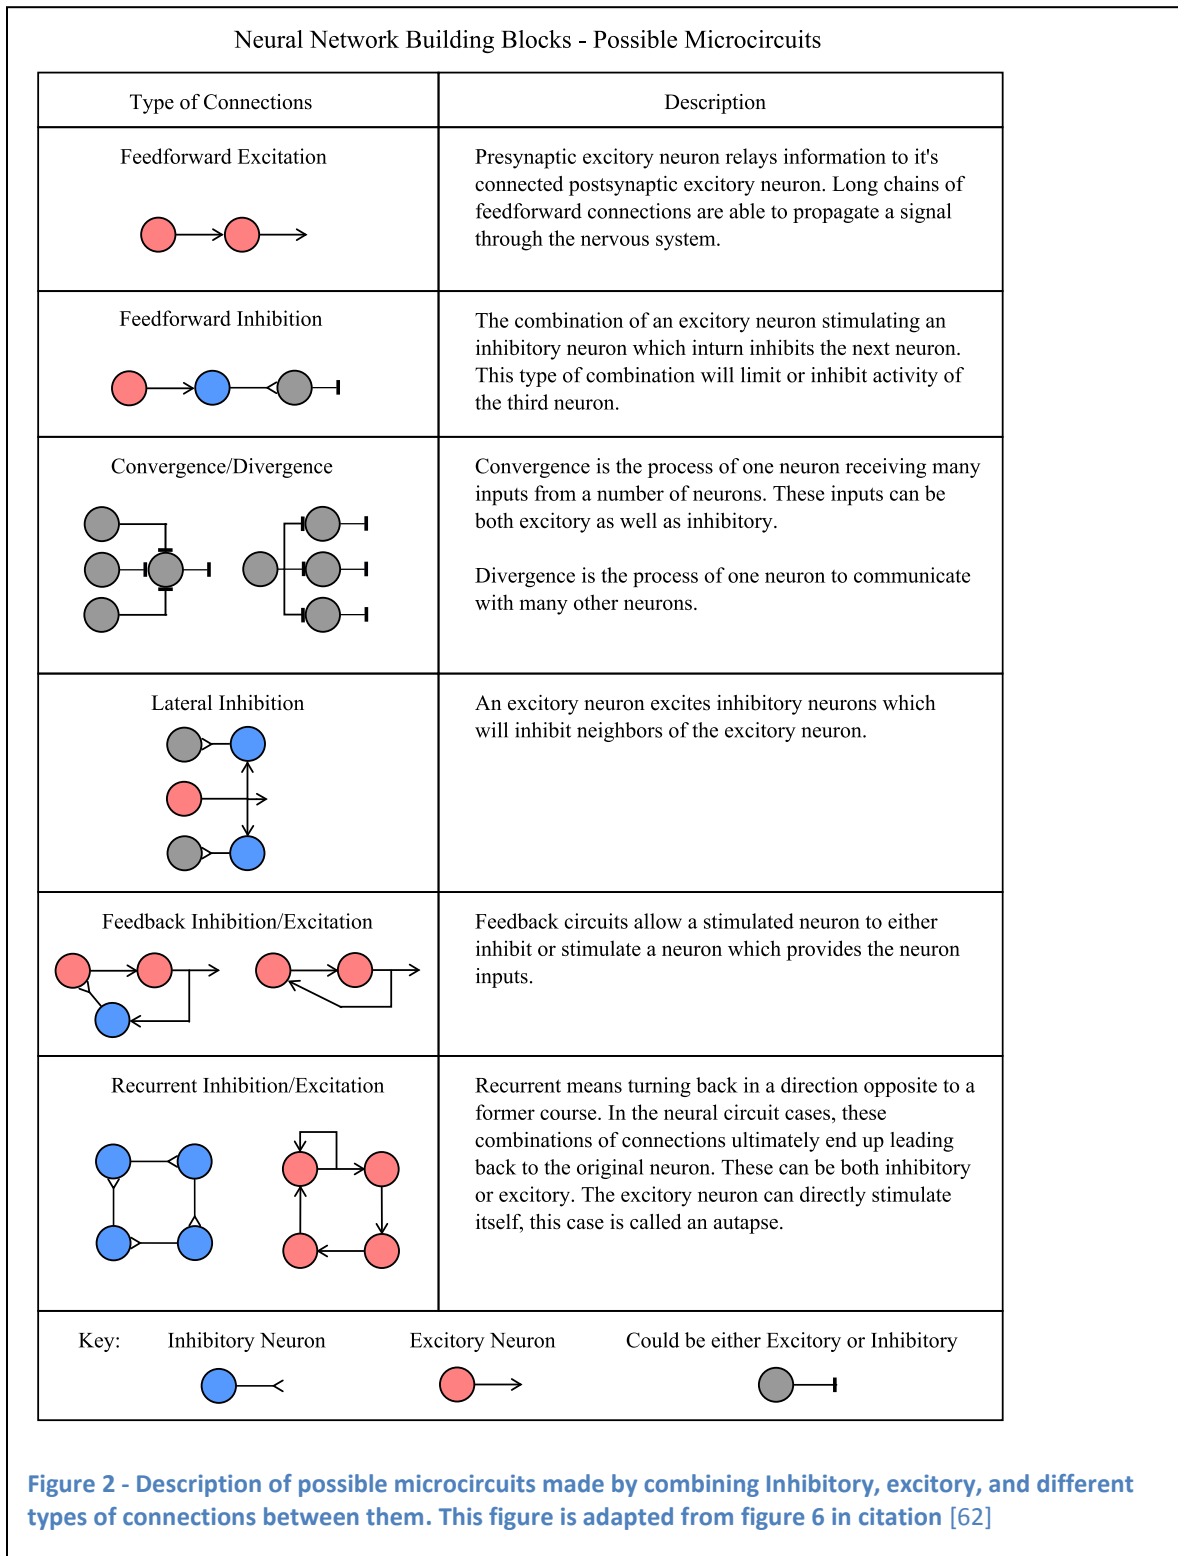 Neural Network Building Blocks - Possible Microcircuits
Type of Connections
Description
Feedforward Excitation
Presynaptic excitory neuron relays information to it's
connected postsynaptic excitory neuron. Long chains of
feedforward connections are able to propagate a signal
through the nervous system.
Feedforward Inhibition
The combination of an excitory neuron stimulating an
inhibitory neuron which inturn inhibits the next neuron.
This type of combination will limit or inhibit activity of
the third neuron.
Convergence/Divergence
Convergence is the process of one neuron receiving many
inputs from a number of neurons. These inputs can be
both excitory as well as inhibitory.
Divergence is the process of one neuron to communicate
with many other neurons.
Lateral Inhibition
An excitory neuron excites inhibitory neurons which
will inhibit neighbors of the excitory neuron.
Feedback Inhibition/Excitation
Feedback circuits allow a stimulated neuron to either
inhibit or stimulate a neuron which provides the neuron
inputs.
Recurrent Inhibition/Excitation
Recurrent means turning back in a direction opposite to a
former course. In the neural circuit cases, these
combinations of connections ultimately end up leading
back to the original neuron. These can be both inhibitory
or excitory. The excitory neuron can directly stimulate
itself, this case is called an autapse.
Key:
Inhibitory Neuron
Excitory Neuron
Could be either Excitory or Inhibitory
Figure 2 - Description of possible microcircuits made by combining Inhibitory, excitory, and different
types of connections between them. This figure is adapted from figure 6 in citation [62]